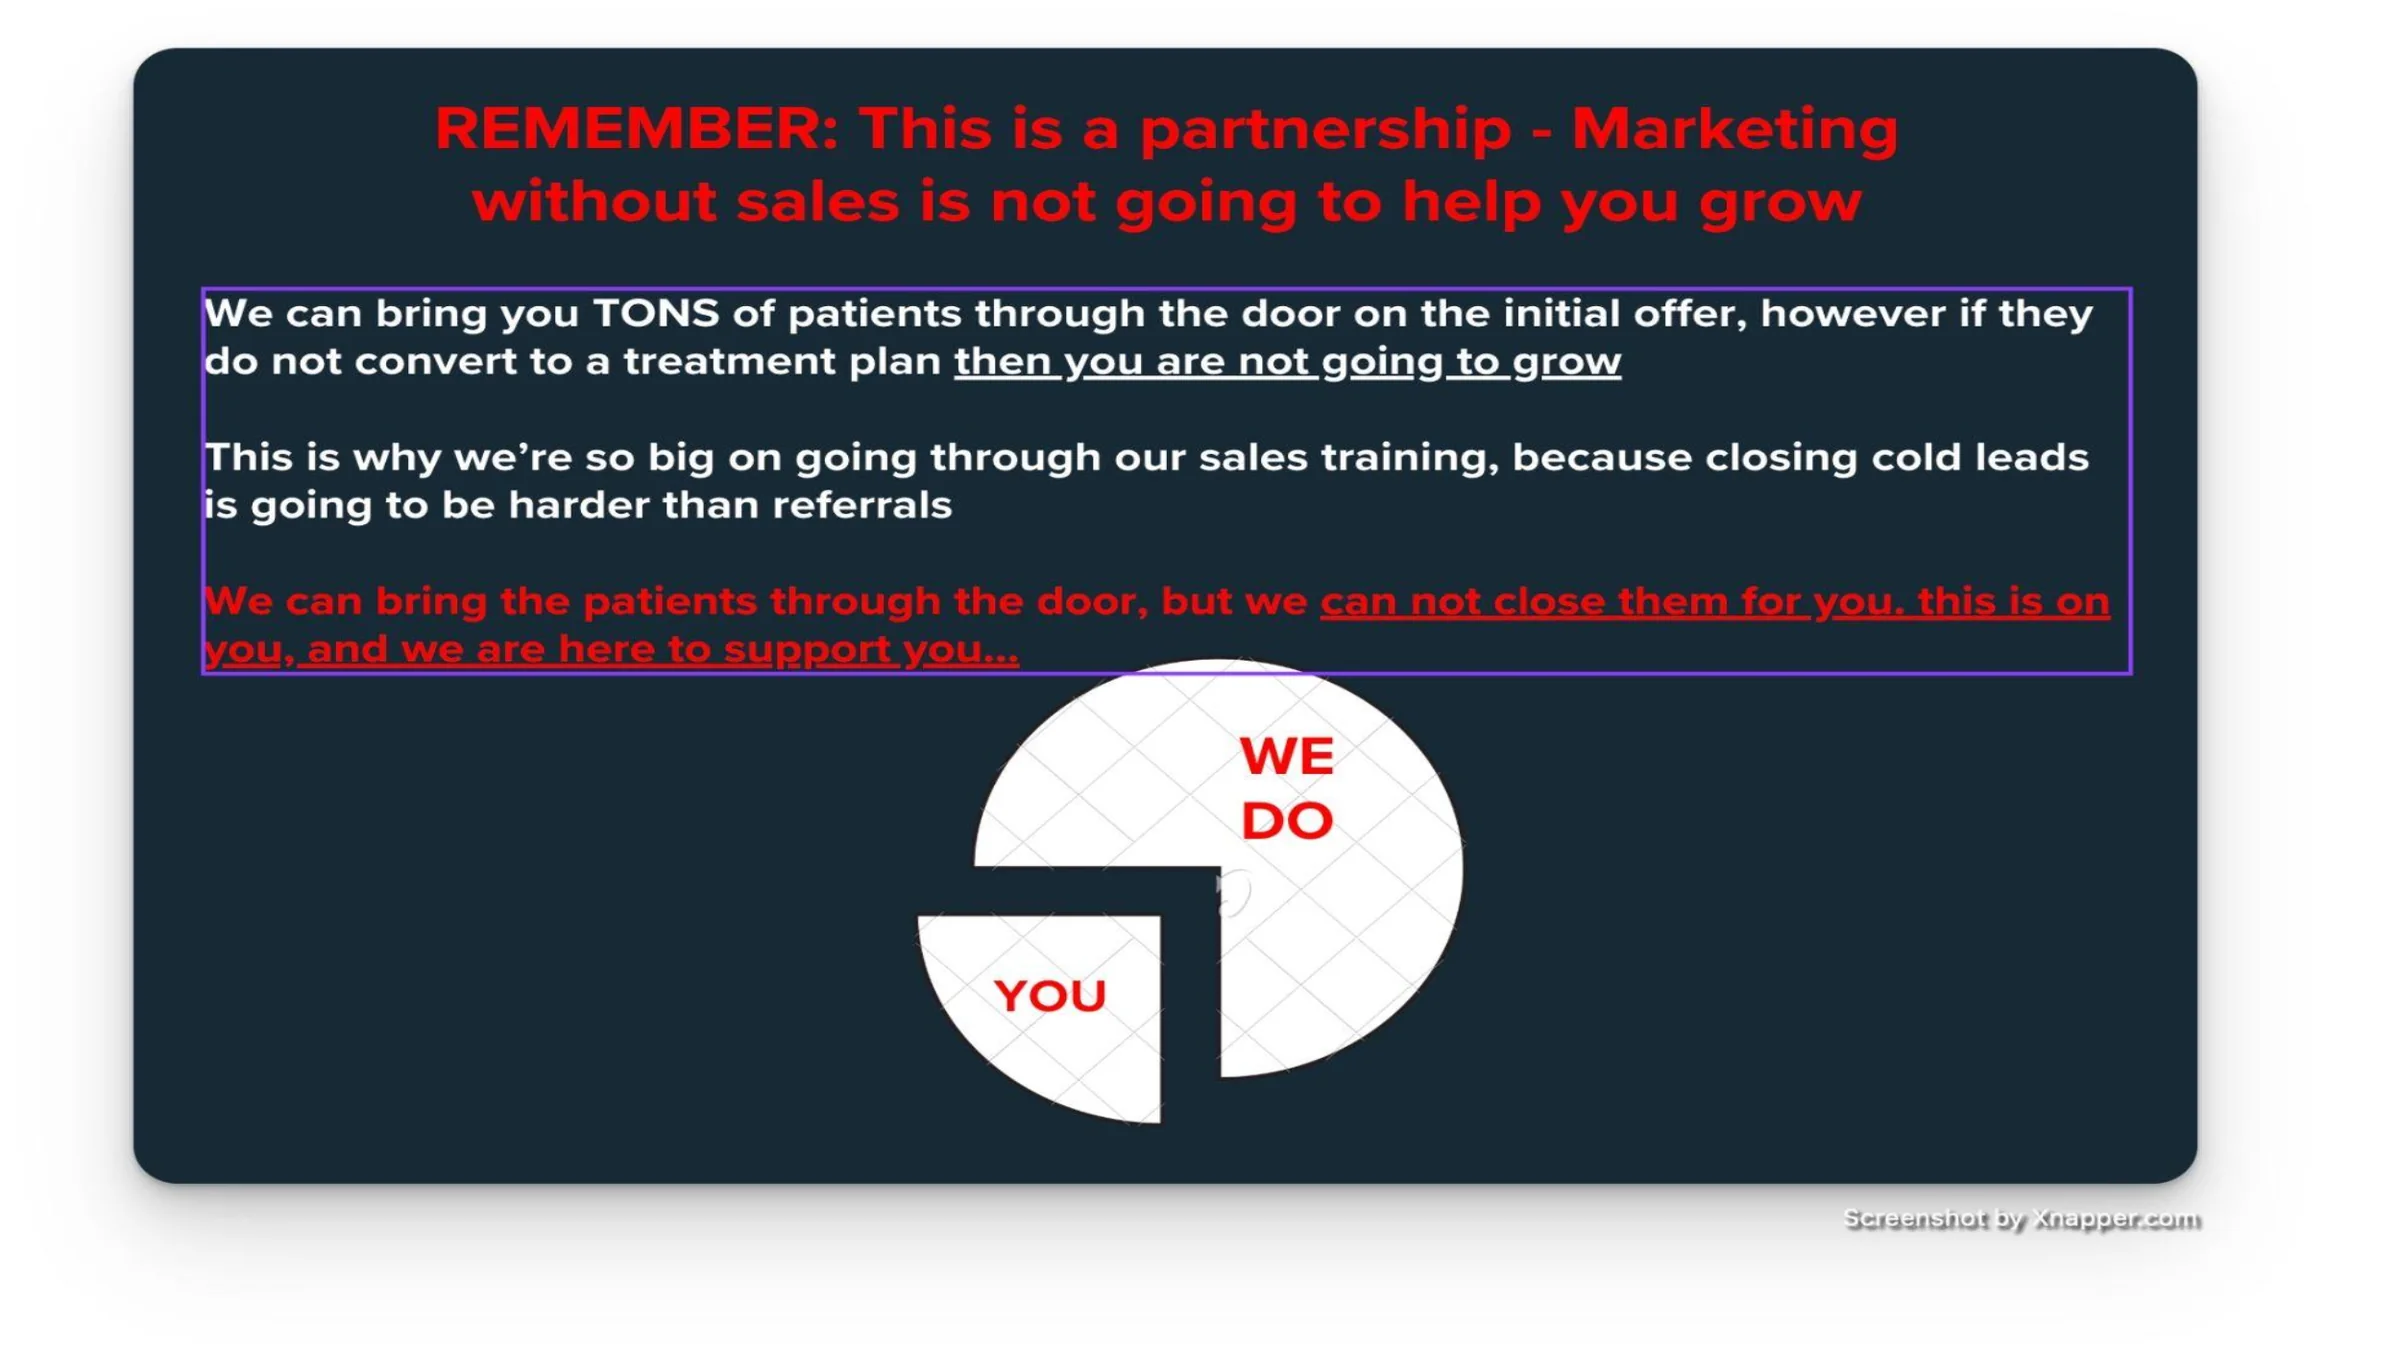 REMEMBER: This is a partnership - Marketing
without sales is not going to help you grow
We can bring you TONS of patients through the door on the initial offer, however if they
do not convert to a treatment plan then you are not going to grow
This is why we’re so big on going through our sales training, because closing cold leads
is going to be harder than referrals
We can bring the patients through the door, but we can not close them for you. this is on
you, and we are here to support you...
WE
DO
YOU
Screenshot by Xnapper.com